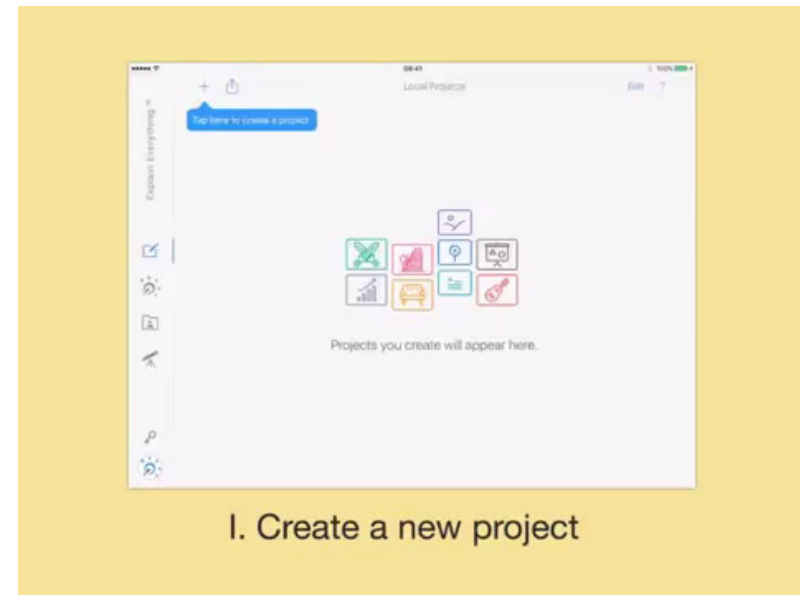 09:41
100%
Local Projects
Edit ?
Tap here to create a project
Explain Everything
Projects you create will appear here.
I. Create a new project